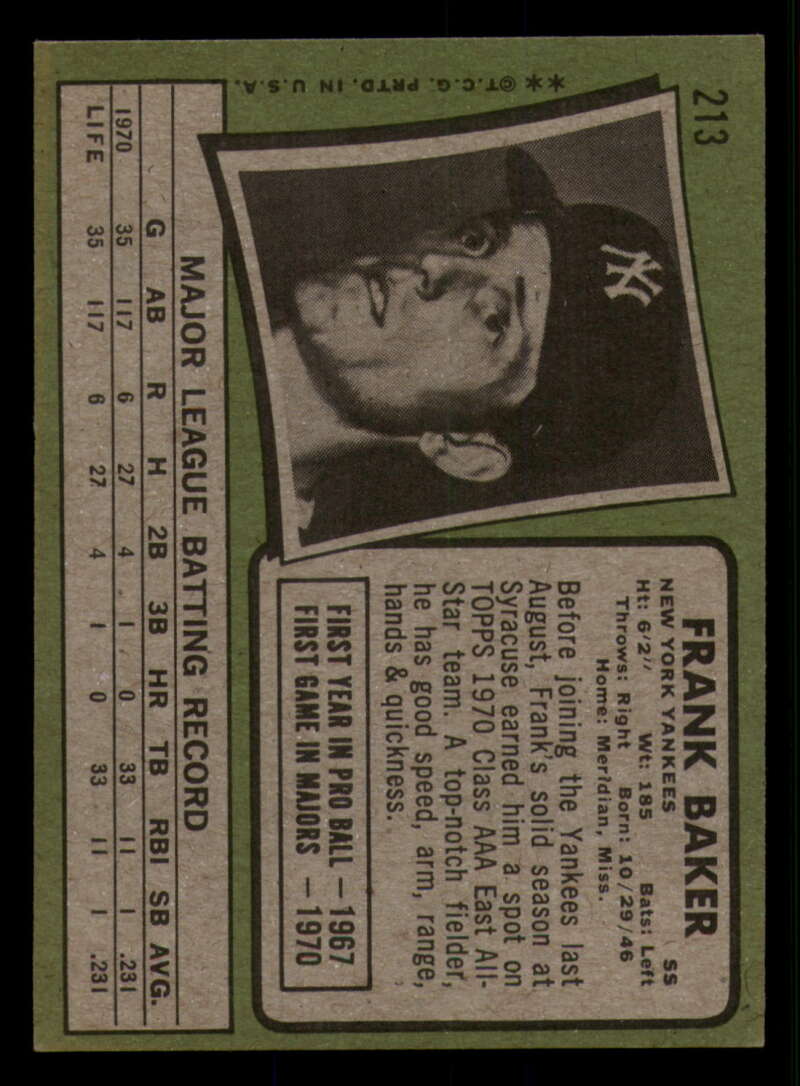 213
✱✱ ©T.C.G. PRTD. IN U.S.A.
NY
FRANK BAKER
NEW YORK YANKEES SS
Ht: 6'2" Wt: 185 Bats: Left
Throws: Right Born: 10/29/46
Home: Meridian, Miss.
Before joining the Yankees last
August, Frank's solid season at
Syracuse earned him a spot on
TOPPS 1970 Class AAA East All-
Star team. A top-notch fielder,
he has good speed, arm, range,
hands & quickness.
FIRST YEAR IN PRO BALL — 1967
FIRST GAME IN MAJORS — 1970
MAJOR LEAGUE BATTING RECORD
G AB R H 2B 3B HR TB RBI SB AVG.
1970 35 117 6 27 4 1 0 33 11 1 .231
LIFE 35 117 6 27 4 1 0 33 11 1 .231